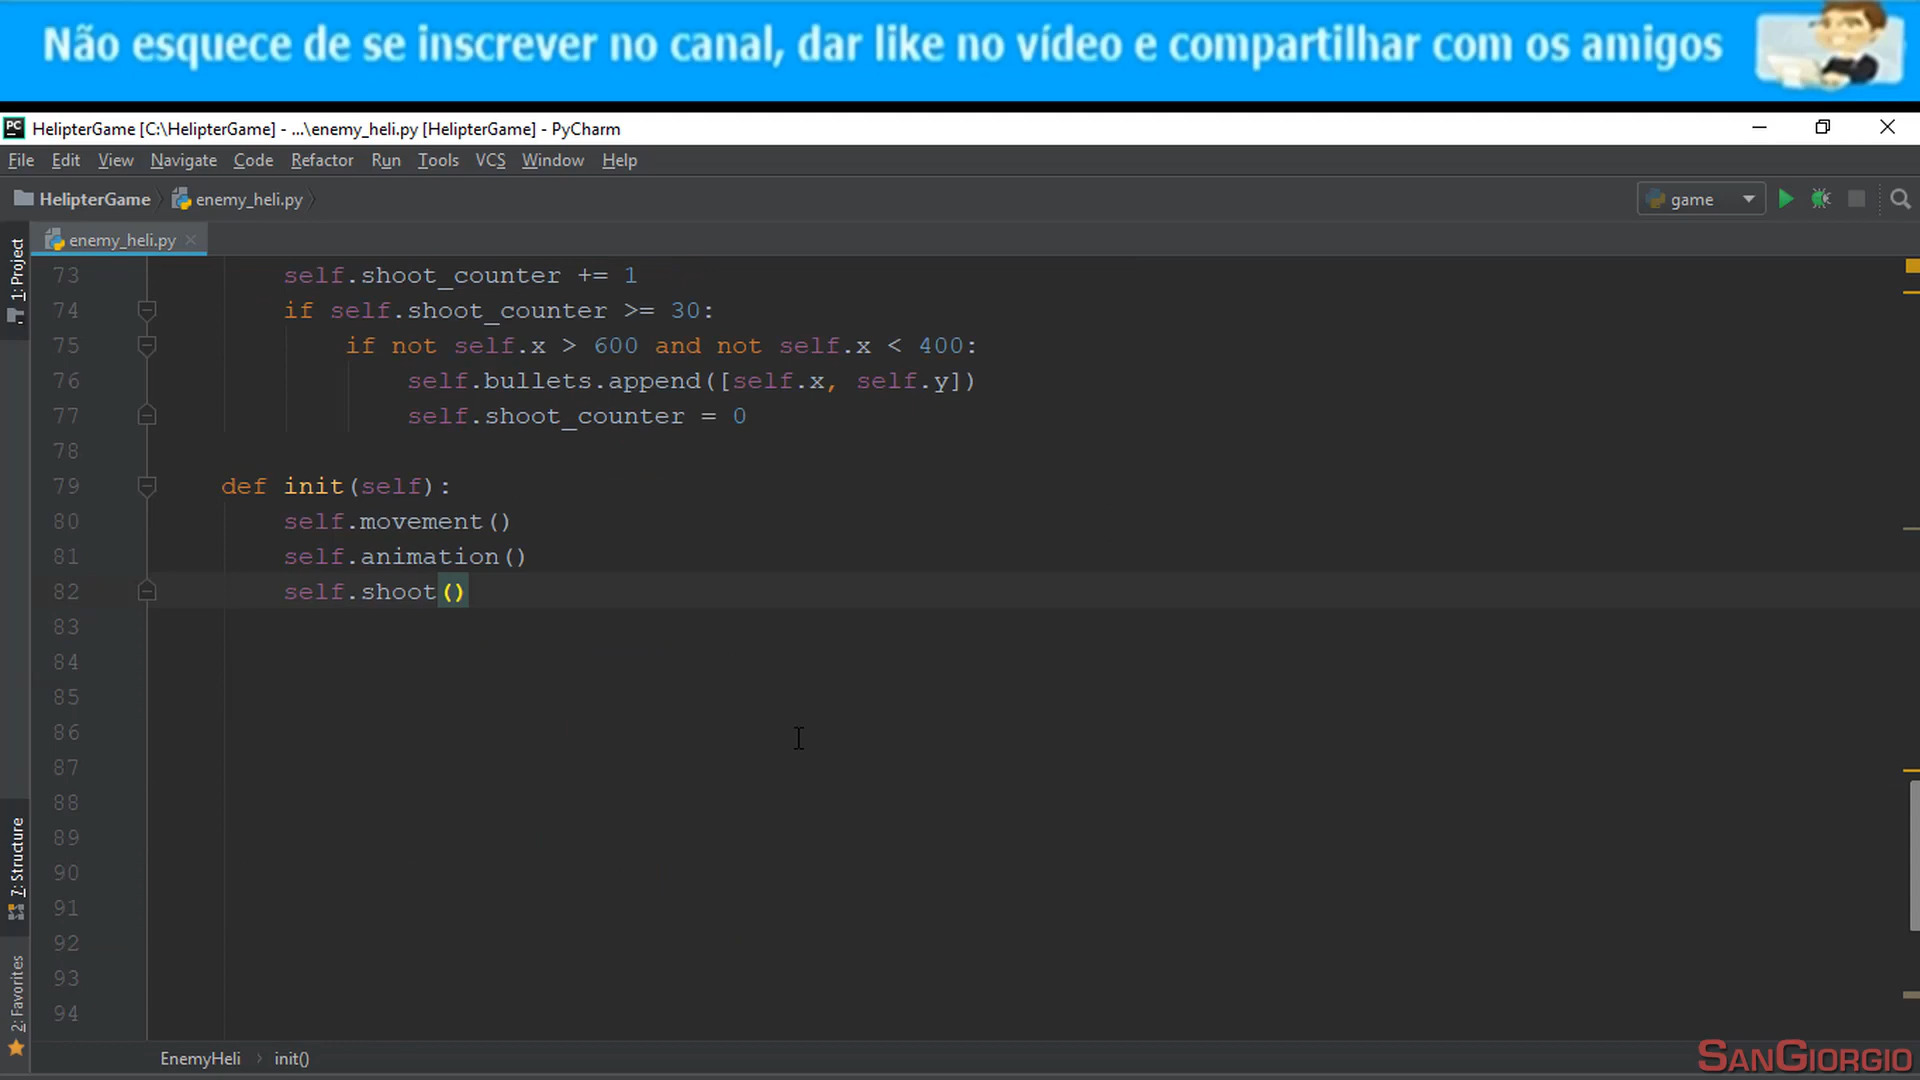 Não esquece de se inscrever no canal, dar like no vídeo e compartilhar com os amigos
PC HelipterGame [C:\HelipterGame] - ...\enemy_heli.py [HelipterGame] - PyCharm
File Edit View Navigate Code Refactor Run Tools VCS Window Help
HelipterGame enemy_heli.py game
1: Project
enemy_heli.py
73 self.shoot_counter += 1
74 if self.shoot_counter >= 30:
75 if not self.x > 600 and not self.x < 400:
76 self.bullets.append([self.x, self.y])
77 self.shoot_counter = 0
78
79 def init(self):
80 self.movement()
81 self.animation()
82 self.shoot()
83
84
85
86
87
88
89
90
91
92
93
94
7: Structure
2: Favorites
EnemyHeli init()
SANGIORGIO